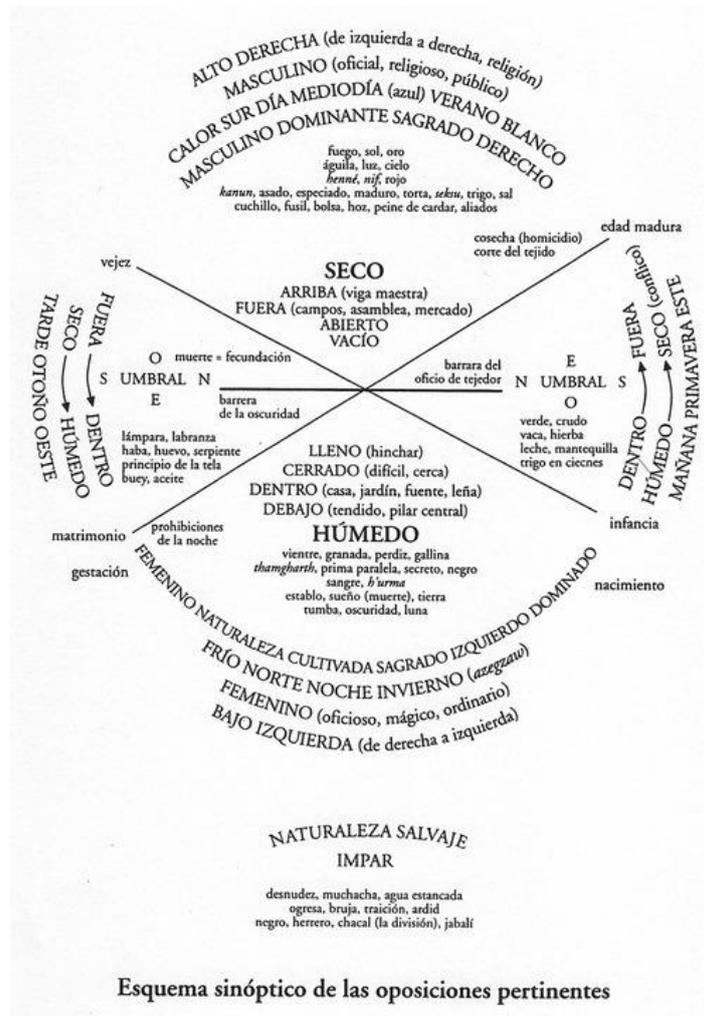 ALTO DERECHA (de izquierda a derecha, religión)
MASCULINO (oficial, religioso, público)
CALOR SUR DÍA MEDIODÍA (azul) VERANO BLANCO
MASCULINO DOMINANTE SAGRADO DERECHO
fuego, sol, oro
águila, luz, cielo
henné, nif, rojo
kanun, asado, especiado, maduro, torta, seksu, trigo, sal
cuchillo, fusil, bolsa, hoz, peine de cardar, aliados
edad madura
cosecha (homicidio)
corte del tejido
vejez
SECO
ARRIBA (viga maestra)
FUERA (campos, asamblea, mercado)
ABIERTO
VACÍO
TARDE OTOÑO OESTE
SECO HÚMEDO
FUERA DENTRO
O muerte = fecundación
S UMBRAL N
E
barrera
de la oscuridad
lámpara, labranza
haba, huevo, serpiente
principio de la tela
buey, aceite
barrara del
oficio de tejedor
E
N UMBRAL S
O
verde, crudo
vaca, hierba
leche, mantequilla
trigo en ciecnes
DENTRO FUERA
HÚMEDO SECO (conflico)
MAÑANA PRIMAVERA ESTE
LLENO (hinchar)
CERRADO (difícil, cerca)
DENTRO (casa, jardín, fuente, leña)
DEBAJO (tendido, pilar central)
HÚMEDO
vientre, granada, perdiz, gallina
thamgharth, prima paralela, secreto, negro
sangre, h'urma
establo, sueño (muerte), tierra
tumba, oscuridad, luna
matrimonio
prohibiciones
de la noche
gestación
infancia
nacimiento
FEMENINO NATURALEZA CULTIVADA SAGRADO IZQUIERDO DOMINADO
FRÍO NORTE NOCHE INVIERNO (azegzaw)
FEMENINO (oficioso, mágico, ordinario)
BAJO IZQUIERDA (de derecha a izquierda)
NATURALEZA SALVAJE
IMPAR
desnudez, muchacha, agua estancada
ogresa, bruja, traición, ardid
negro, herrero, chacal (la división), jabalí
Esquema sinóptico de las oposiciones pertinentes